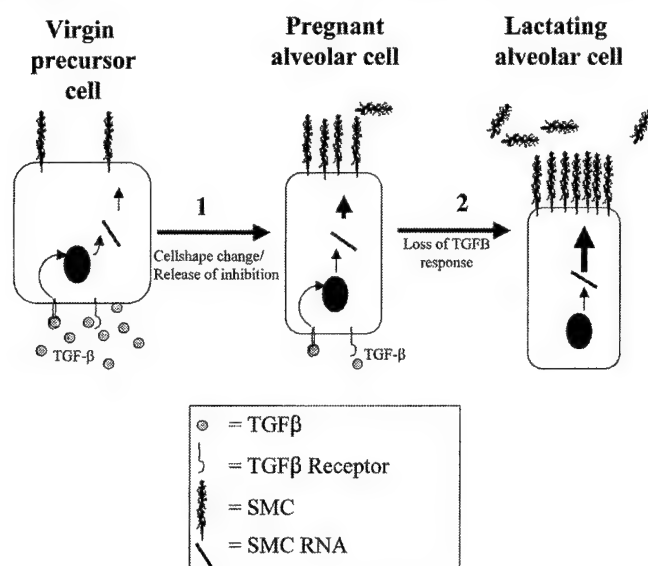 Virgin
precursor
cell
Pregnant
alveolar cell
Lactating
alveolar cell
1
Cellshape change/
Release of inhibition
2
Loss of TGFB
response
TGF-β
TGF-β
= TGFβ
= TGFβ Receptor
= SMC
= SMC RNA